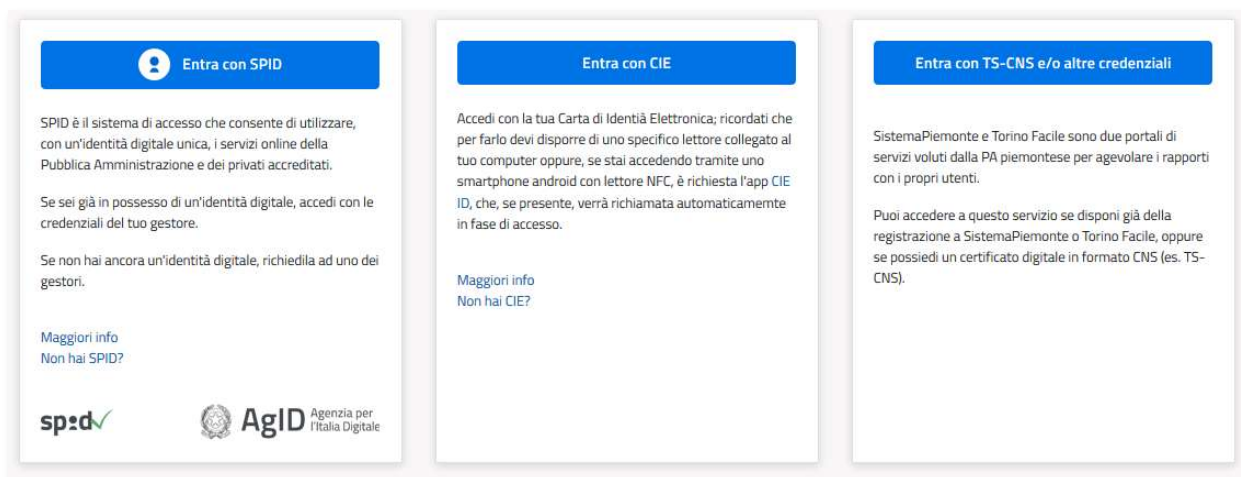 Entra con SPID
SPID è il sistema di accesso che consente di utilizzare,
con un'identità digitale unica, i servizi online della
Pubblica Amministrazione e dei privati accreditati.
Se sei già in possesso di un'identità digitale, accedi con le
credenziali del tuo gestore.
Se non hai ancora un'identità digitale, richiedila ad uno dei
gestori.
Maggiori info
Non hai SPID?
spid
AgID Agenzia per
l'Italia Digitale
Entra con CIE
Accedi con la tua Carta di Identià Elettronica; ricordati che
per farlo devi disporre di uno specifico lettore collegato al
tuo computer oppure, se stai accedendo tramite uno
smartphone android con lettore NFC, è richiesta l'app CIE
ID, che, se presente, verrà richiamata automaticamemte
in fase di accesso.
Maggiori info
Non hai CIE?
Entra con TS-CNS e/o altre credenziali
SistemaPiemonte e Torino Facile sono due portali di
servizi voluti dalla PA piemontese per agevolare i rapporti
con i propri utenti.
Puoi accedere a questo servizio se disponi già della
registrazione a SistemaPiemonte o Torino Facile, oppure
se possiedi un certificato digitale in formato CNS (es. TS-
CNS).